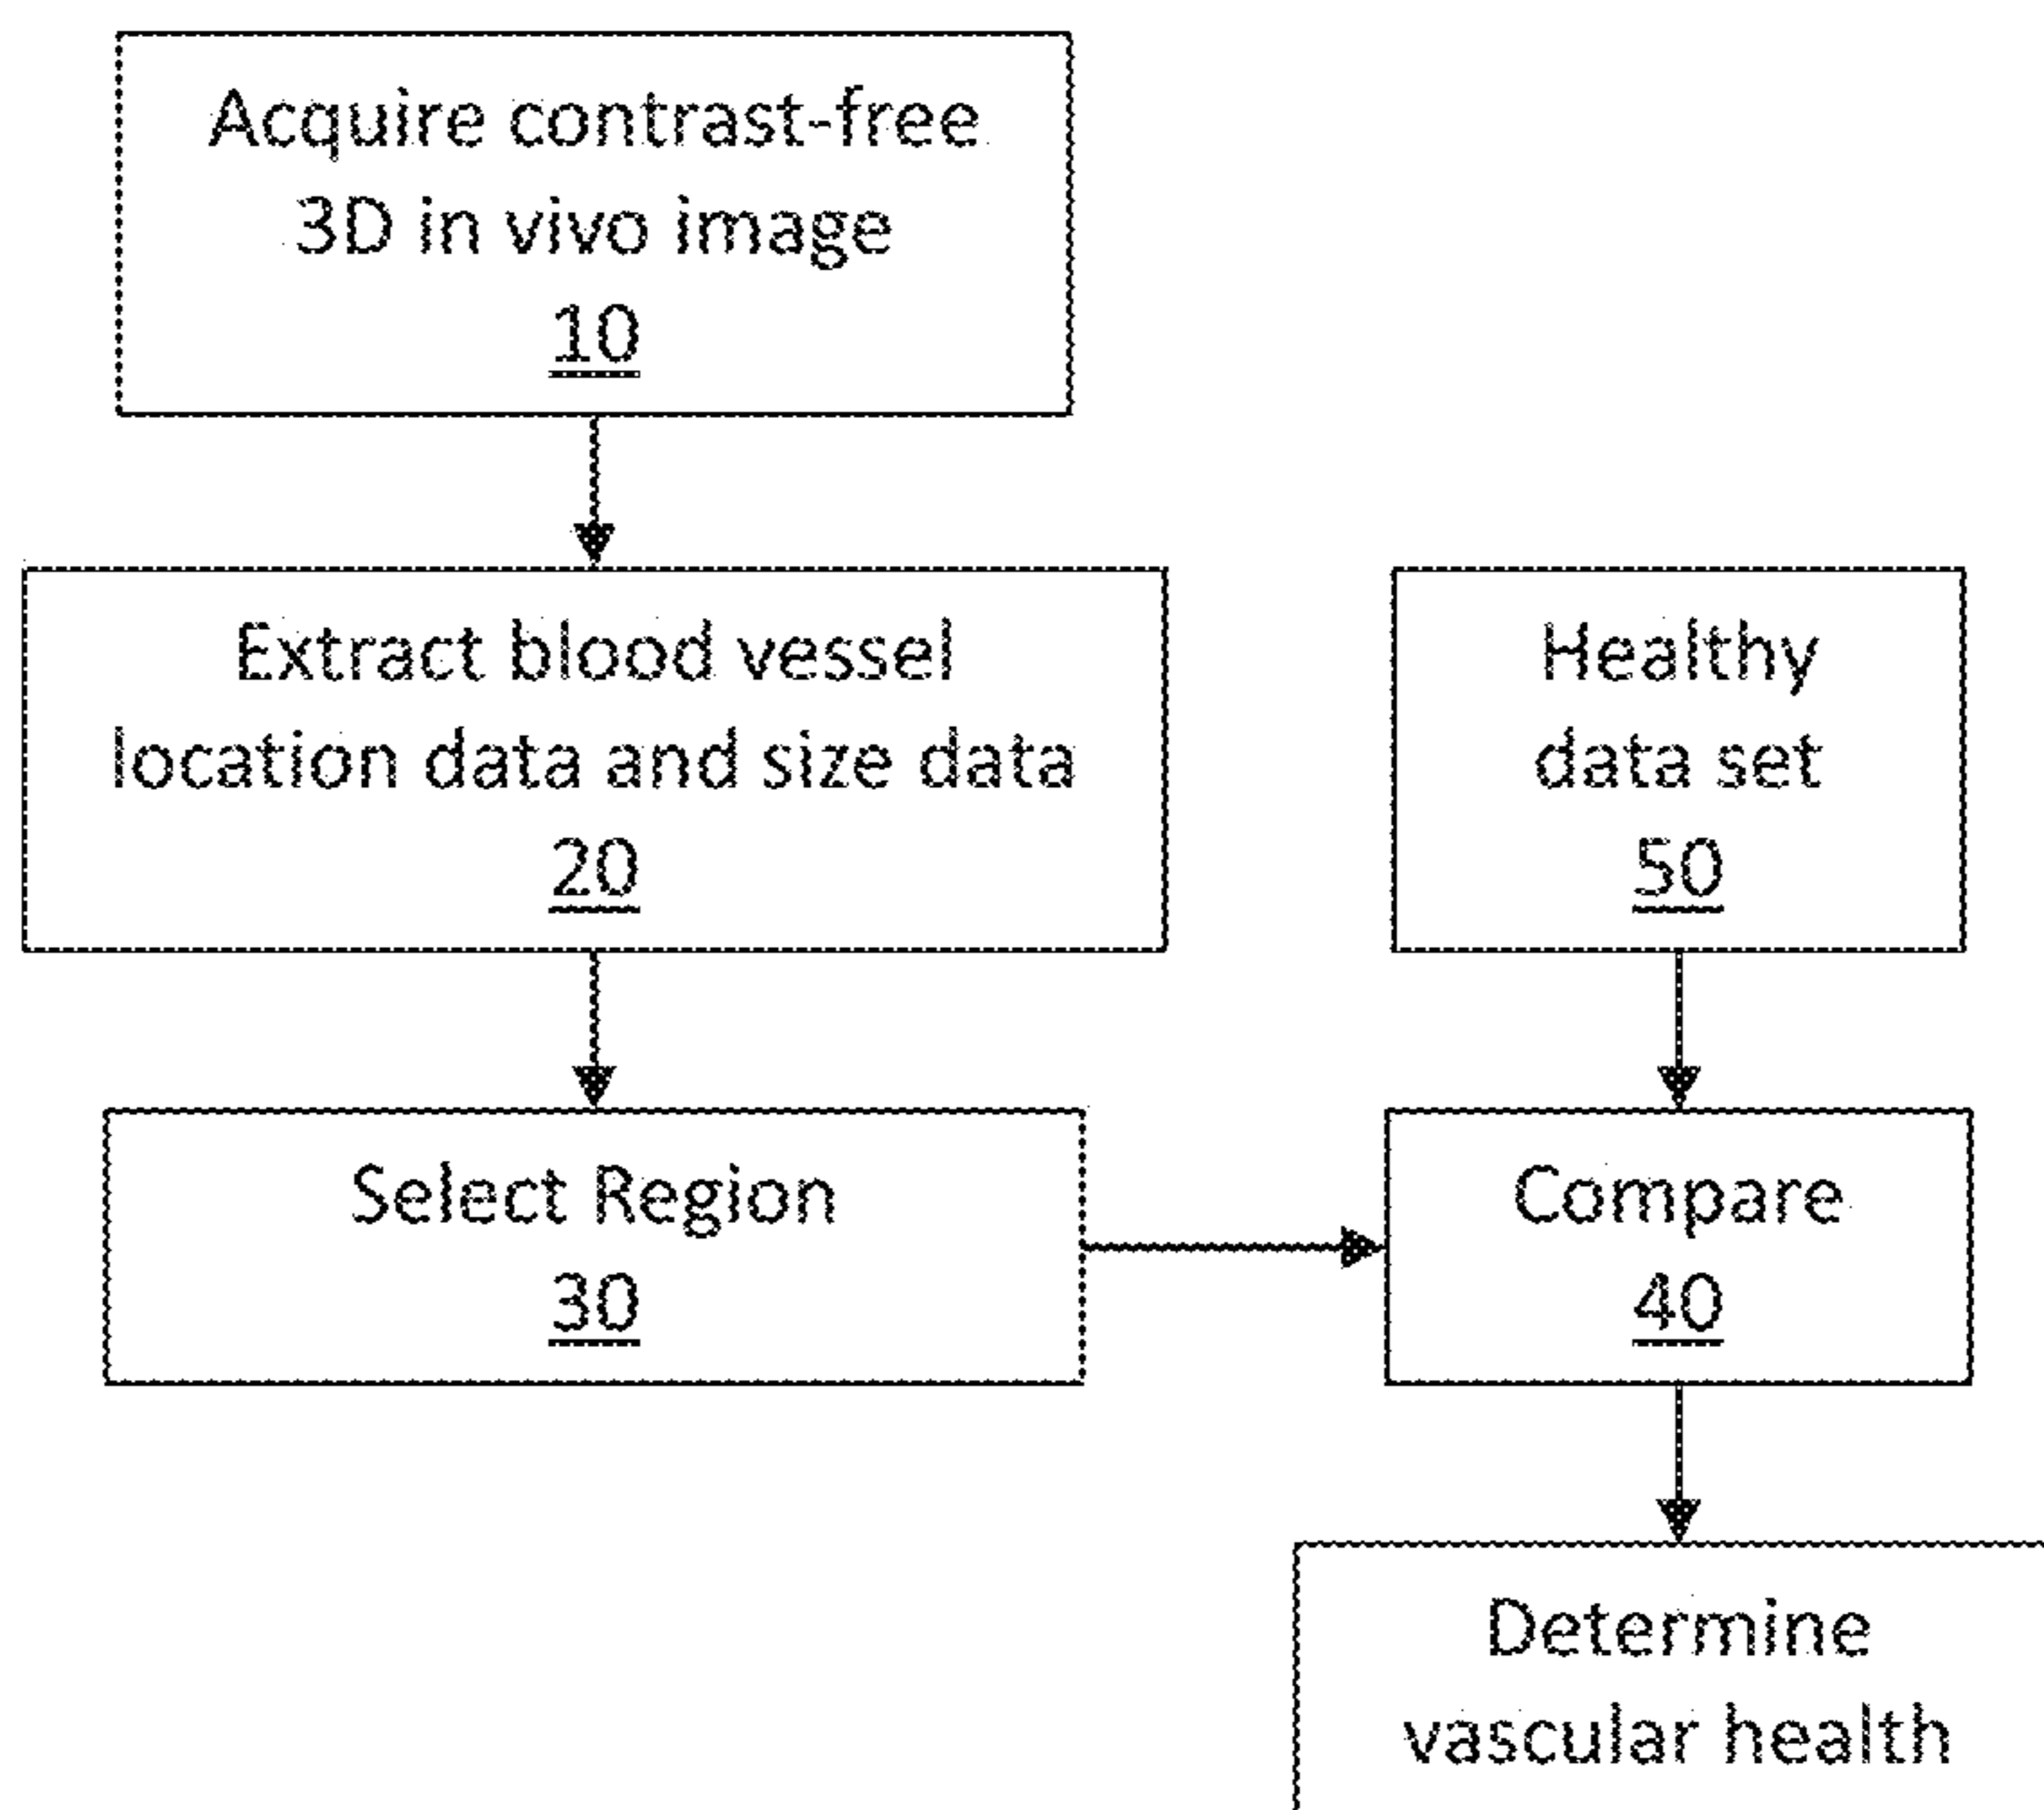 Acquire contrast-free
3D in vivo image
10
Extract blood vessel
location data and size data
20
Healthy
data set
50
Select Region
30
Compare
40
Determine
vascular health